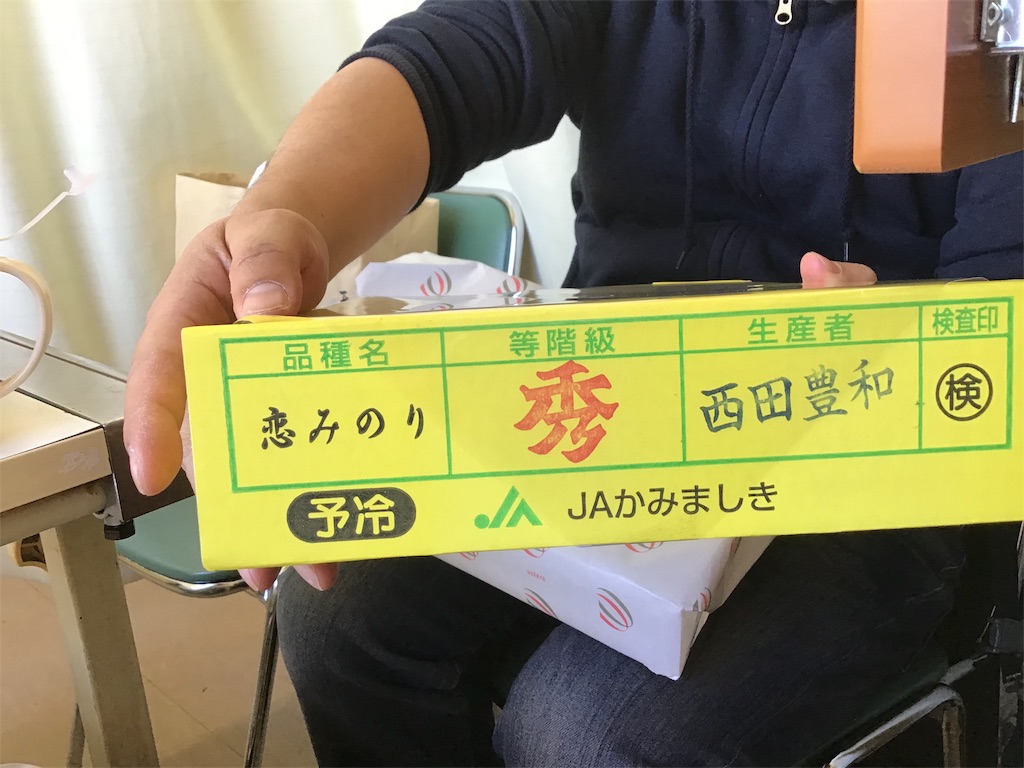 品種名 等階級 生産者 検査印
恋みのり 秀 西田豊和 検
予冷 JAかみましき